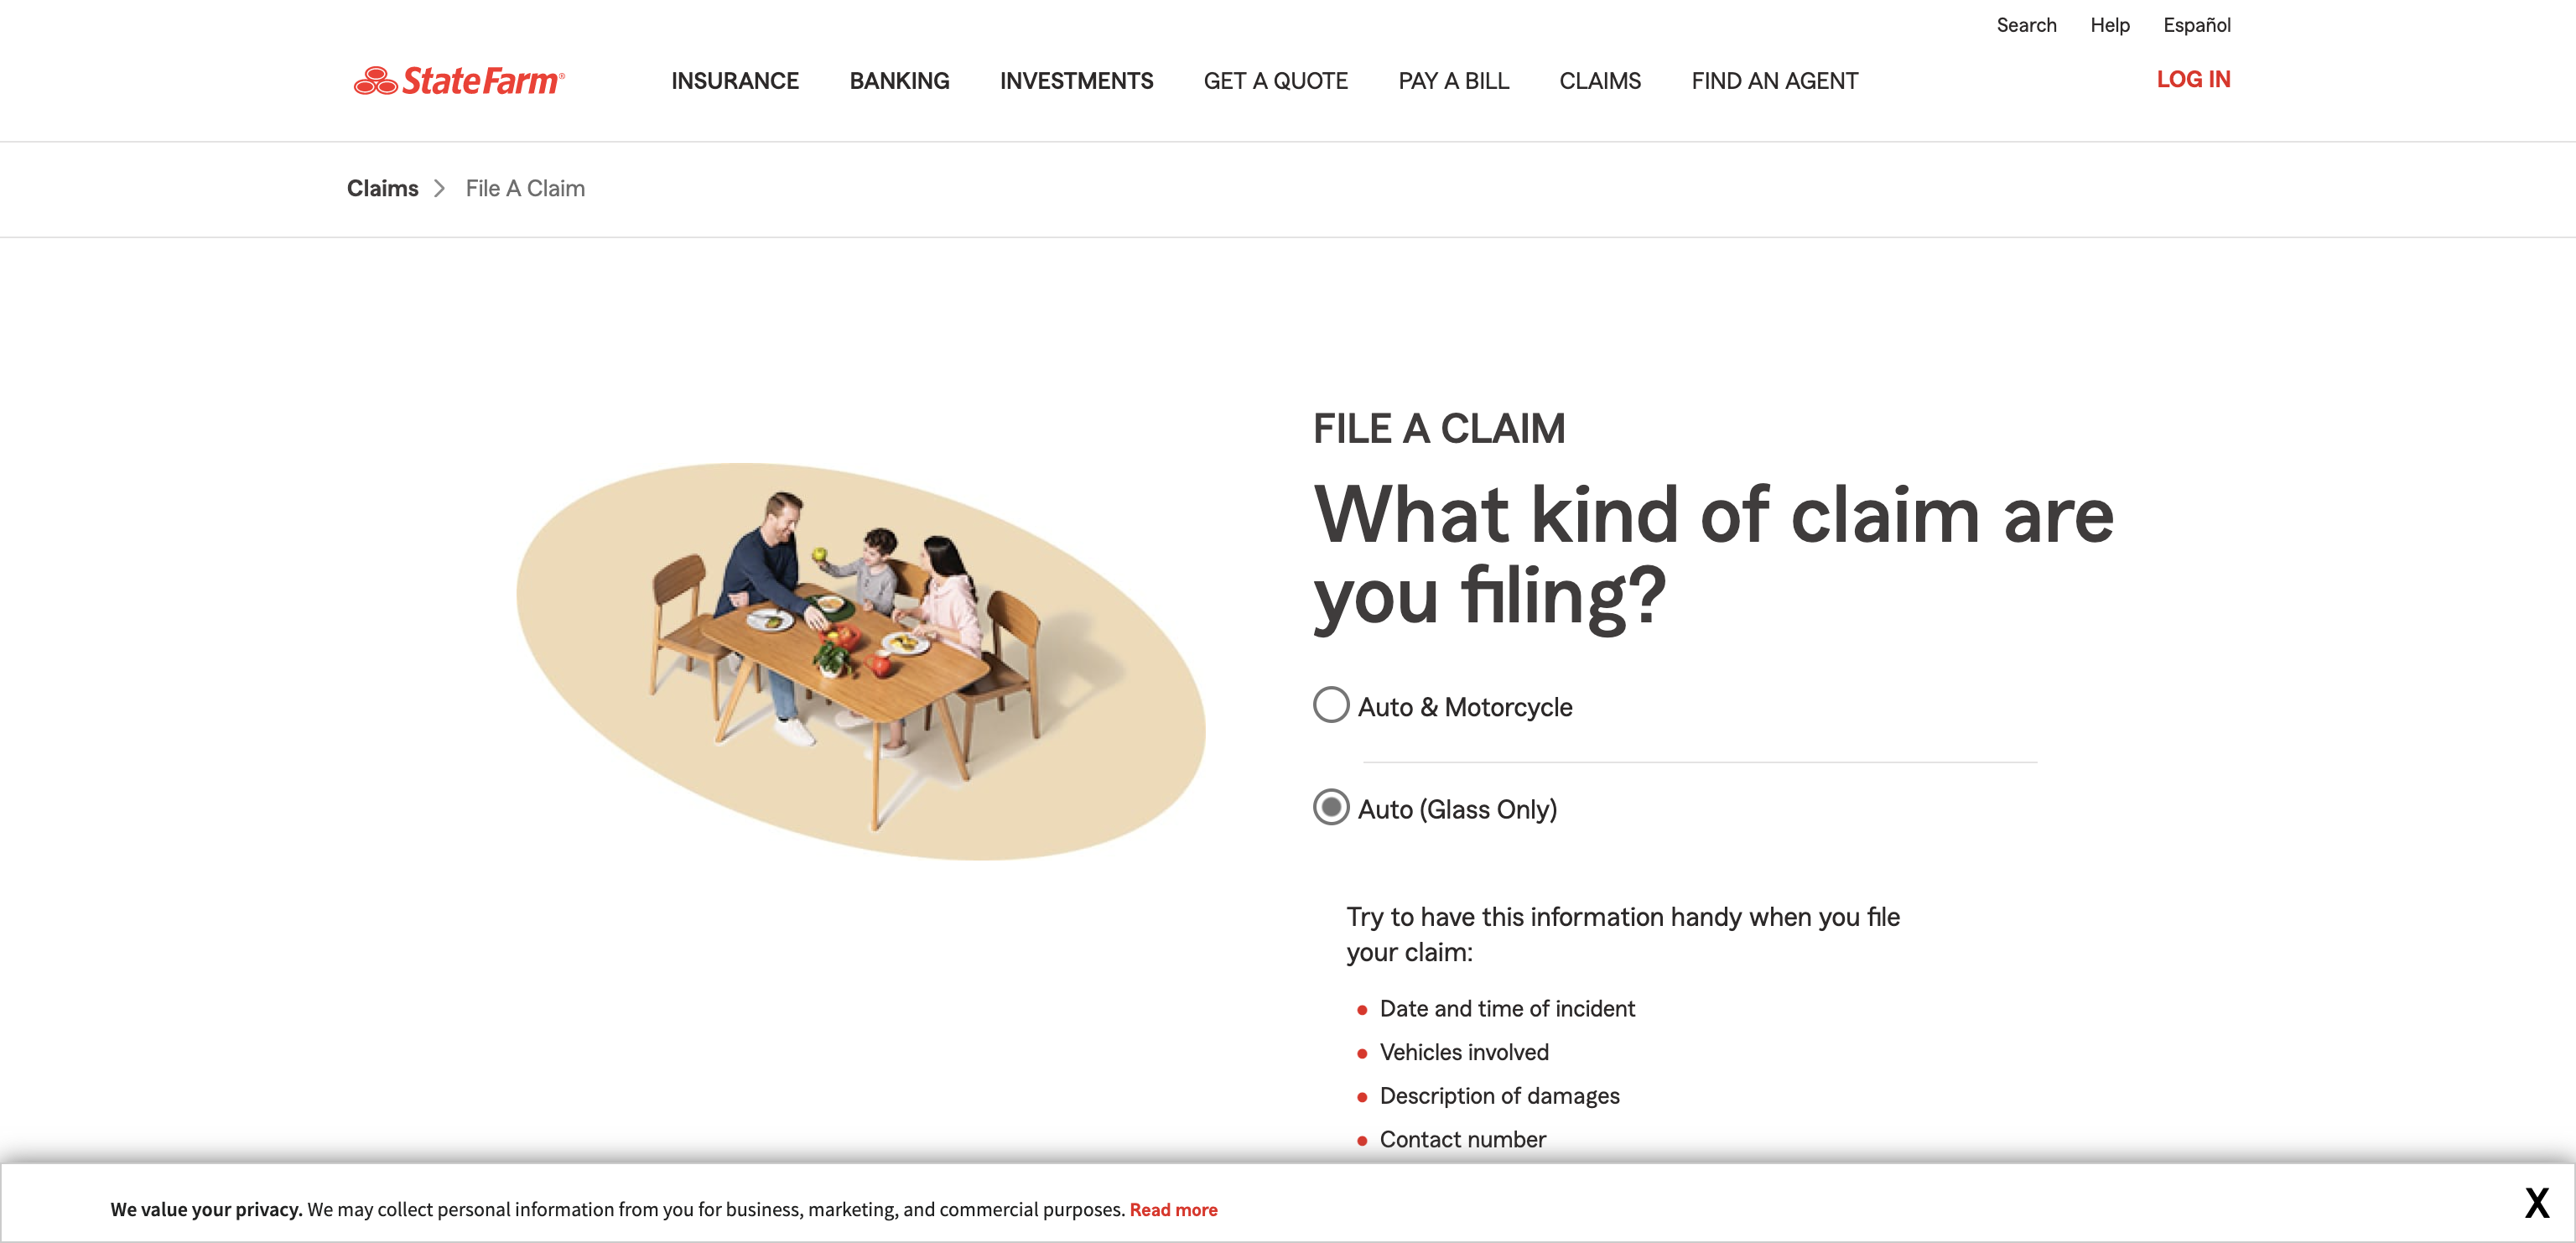 Search Help Español
StateFarm®
INSURANCE BANKING INVESTMENTS GET A QUOTE PAY A BILL CLAIMS FIND AN AGENT LOG IN
Claims File A Claim
FILE A CLAIM
What kind of claim are
you filing?
Auto & Motorcycle
Auto (Glass Only)
Try to have this information handy when you file
your claim:
Date and time of incident
Vehicles involved
Description of damages
Contact number
We value your privacy. We may collect personal information from you for business, marketing, and commercial purposes. Read more
X